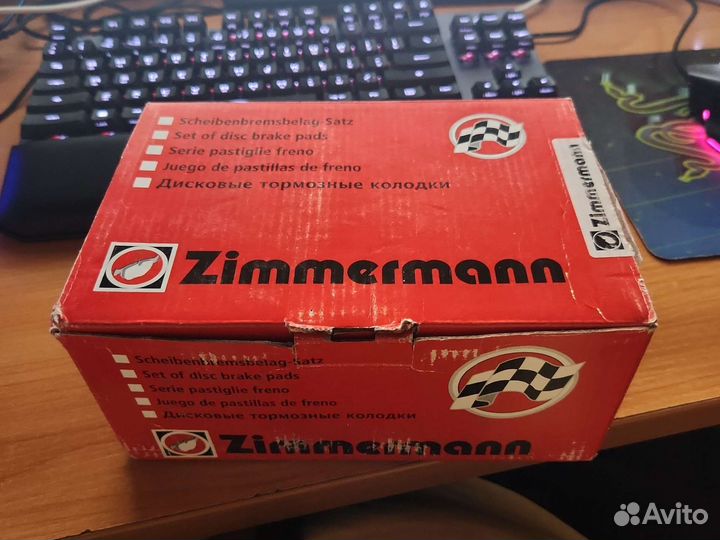 Scheibenbremsbelag-Satz
Set of disc brake pads
Serie pastiglie freno
Juego de pastillas de freno
Дисковые тормозные колодки
Zimmermann
Zimmermann
Scheibenbremsbelag-Satz
Set of disc brake pads
Serie pastiglie freno
Juego de pastillas de freno
Дисковые тормозные колодки
Zimmermann
Avito